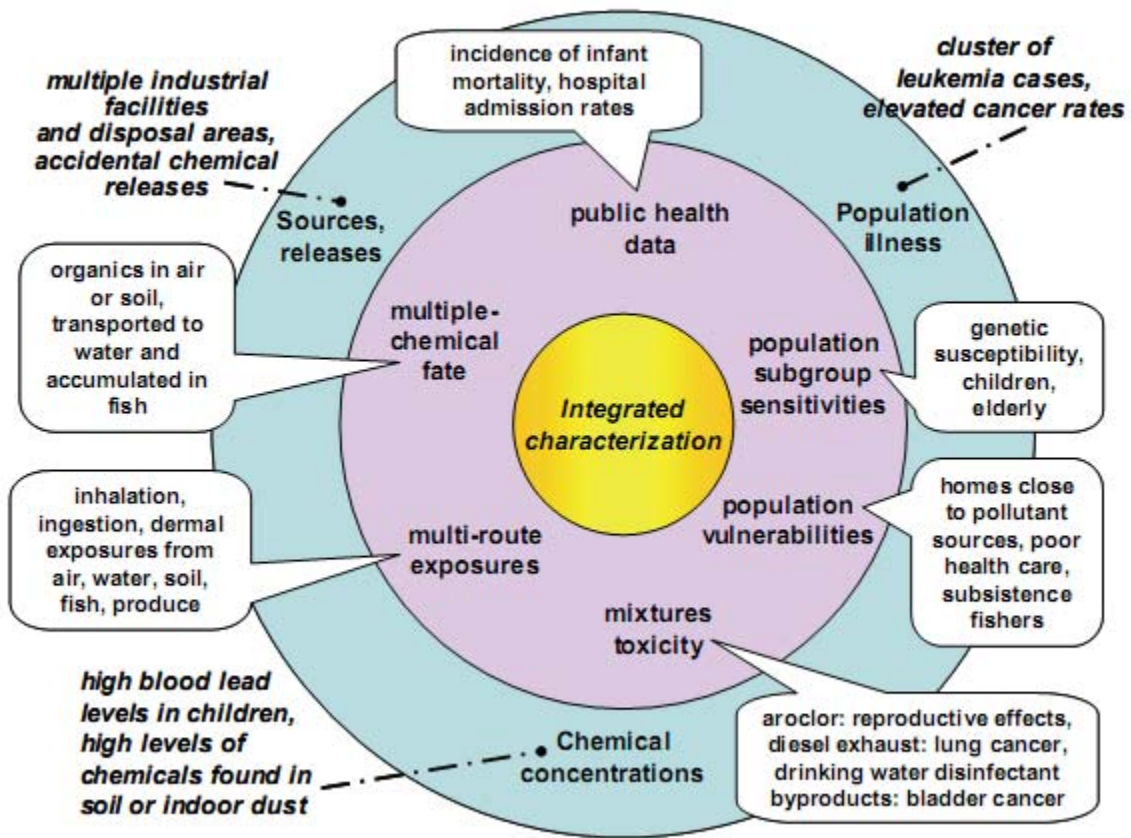 incidence of infant
mortality, hospital
admission rates
cluster of
leukemia cases,
elevated cancer rates
multiple industrial
facilities
and disposal areas,
accidental chemical
releases
Sources,
releases
public health
data
Population
illness
organics in air
or soil,
transported to
water and
accumulated in
fish
multiple-
chemical
fate
population
subgroup
sensitivities
genetic
susceptibility,
children,
elderly
Integrated
characterization
inhalation,
ingestion, dermal
exposures from
air, water, soil,
fish, produce
multi-route
exposures
population
vulnerabilities
homes close
to pollutant
sources, poor
health care,
subsistence
fishers
mixtures
toxicity
high blood lead
levels in children,
high levels of
chemicals found in
soil or indoor dust
Chemical
concentrations
aroclor: reproductive effects,
diesel exhaust: lung cancer,
drinking water disinfectant
byproducts: bladder cancer